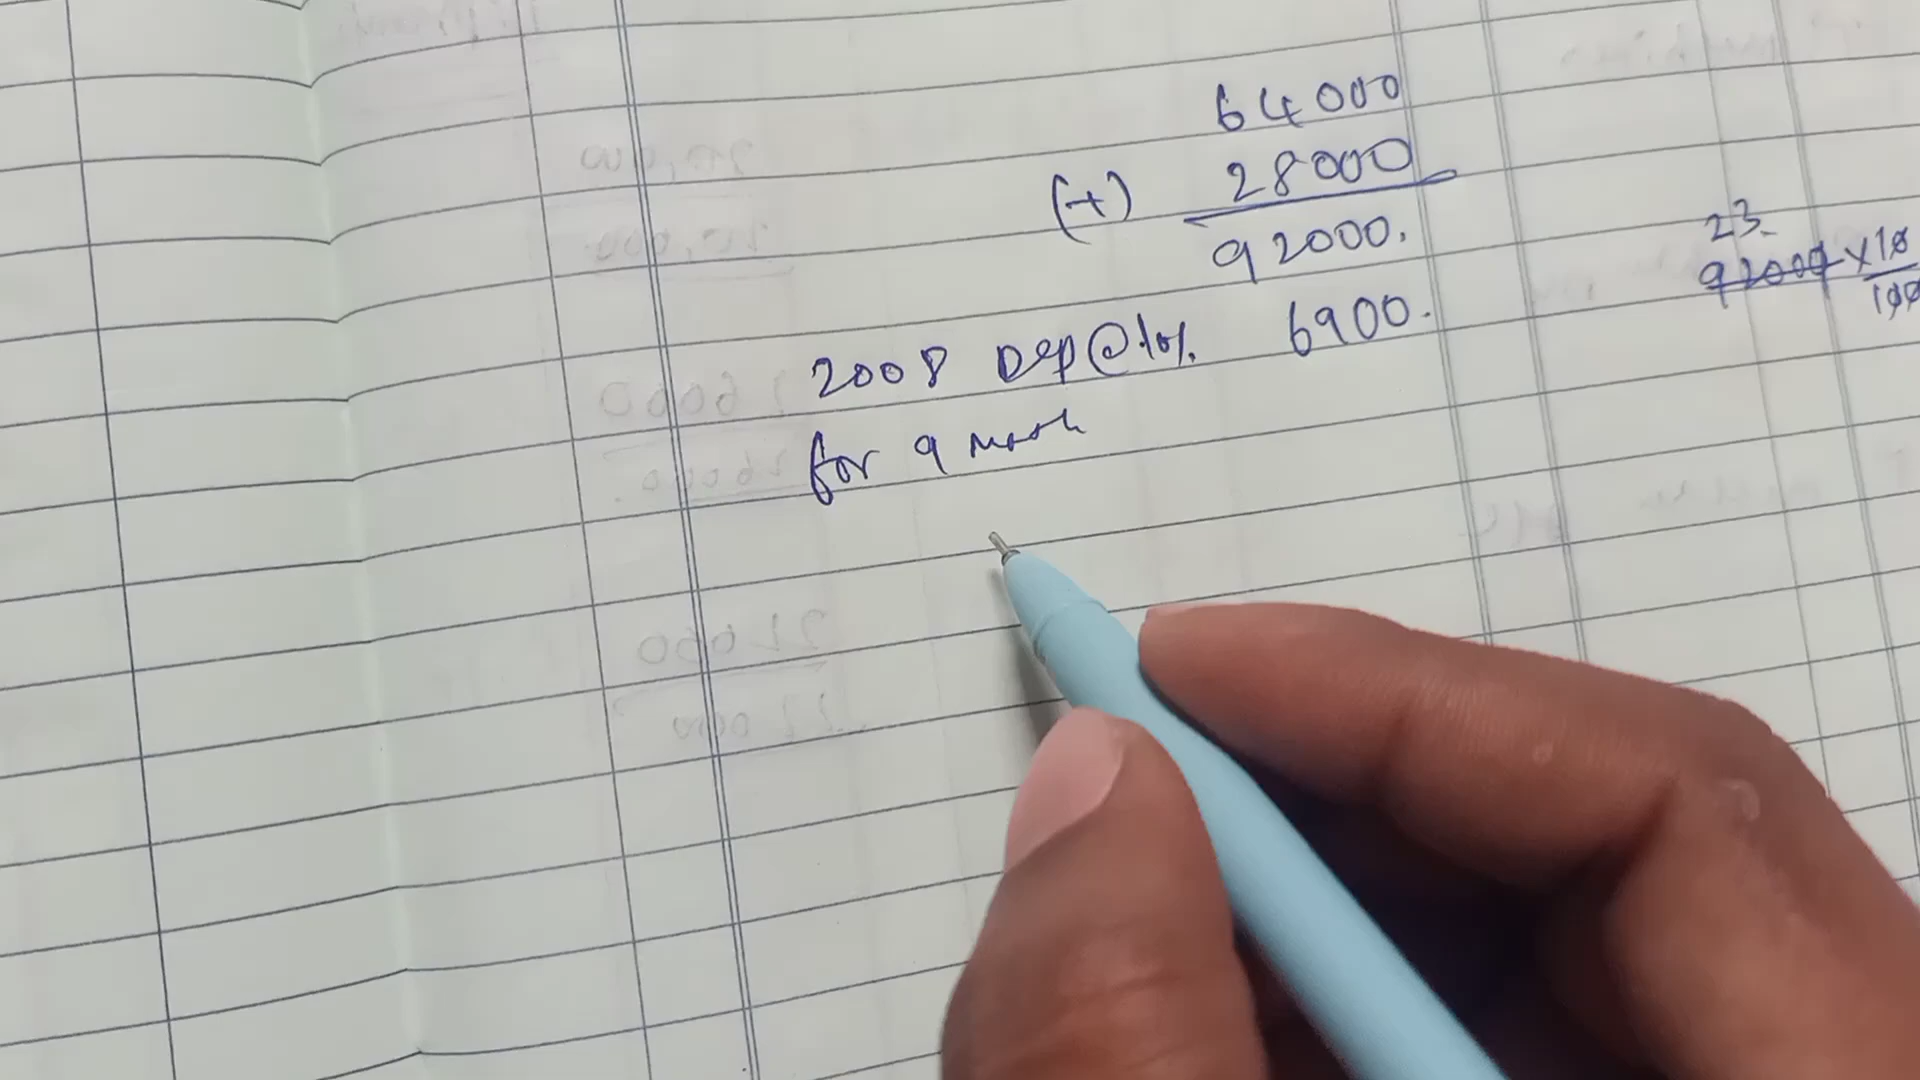 64000
(+) 28000
92000.
2008 Dep@10% 6900.
for 9 month
23
92000 x 10
100